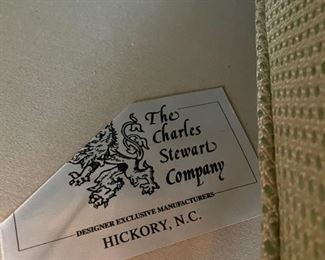 The
Charles
Stewart
Company
DESIGNER EXCLUSIVE MANUFACTURERS
HICKORY, N.C.